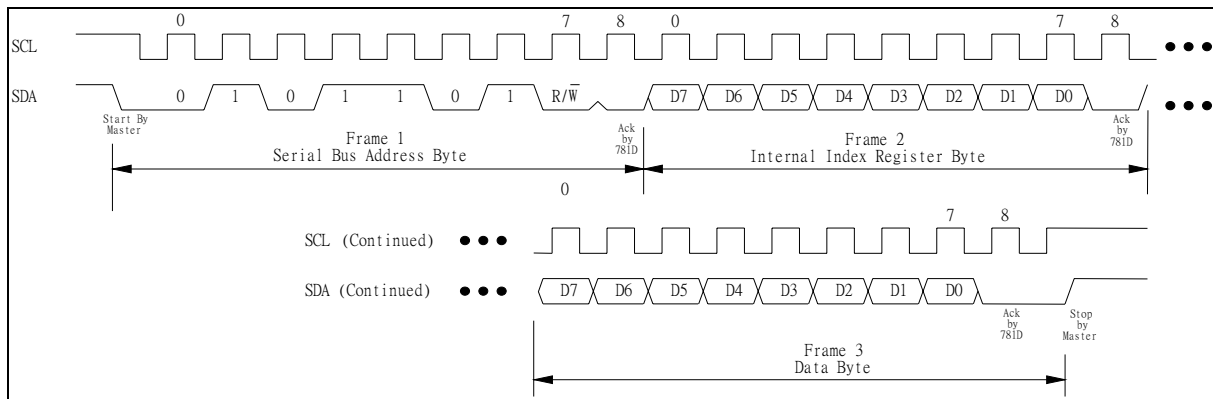 0 7 8 0 7 8
SCL
SDA 0 1 0 1 1 0 1 R/W D7 D6 D5 D4 D3 D2 D1 D0
Start By
Master
Ack
by
781D
Ack
by
781D
Frame 1
Serial Bus Address Byte
Frame 2
Internal Index Register Byte
0 7 8
SCL (Continued)
SDA (Continued) D7 D6 D5 D4 D3 D2 D1 D0
Ack
by
781D
Stop
by
Master
Frame 3
Data Byte